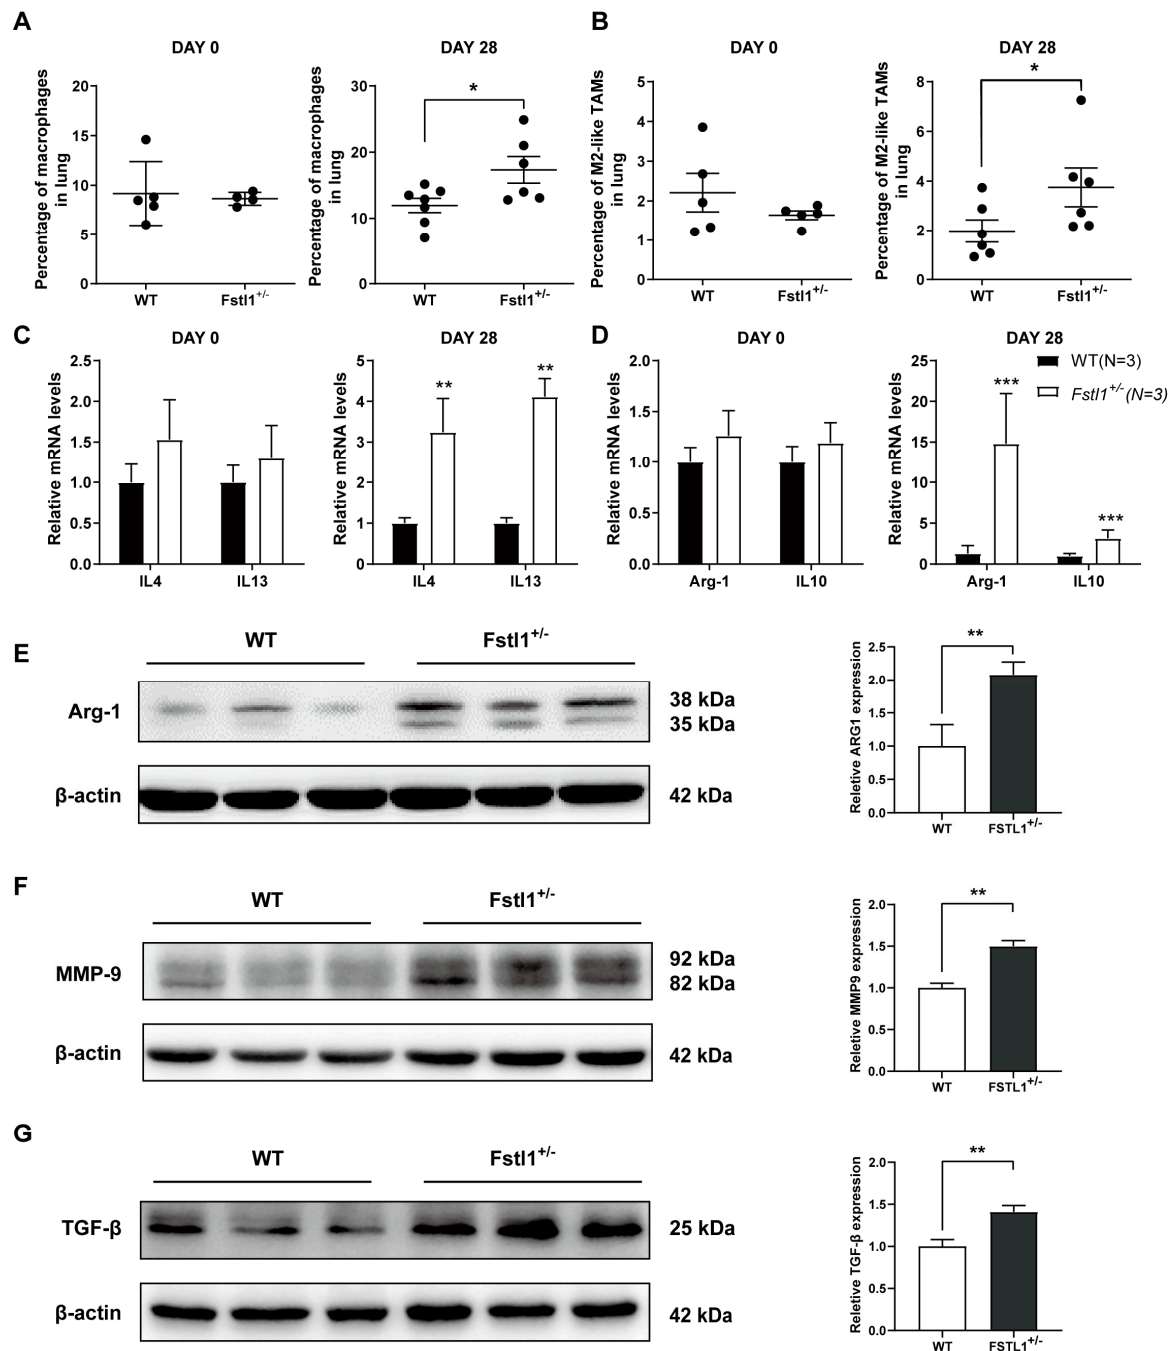 A
DAY 0
Percentage of macrophages
in lung
20
15
10
5
0
WT
Fstl1+/-
DAY 28
Percentage of macrophages
in lung
30
20
10
0
*
WT
Fstl1+/-
B
DAY 0
Percentage of M2-like TAMs
in lung
5
4
3
2
1
0
WT
Fstl1+/-
DAY 28
Percentage of M2-like TAMs
in lung
8
6
4
2
0
*
WT
Fstl1+/-
C
DAY 0
Relative mRNA levels
2.5
2.0
1.5
1.0
0.5
0.0
IL4
IL13
DAY 28
Relative mRNA levels
5
4
3
2
1
0
**
**
IL4
IL13
D
DAY 0
Relative mRNA levels
2.0
1.5
1.0
0.5
0.0
Arg-1
IL10
DAY 28
Relative mRNA levels
25
20
15
10
5
0
***
***
Arg-1
IL10
WT(N=3)
Fstl1+/-(N=3)
E
WT
Fstl1+/-
Arg-1
38 kDa
35 kDa
β-actin
42 kDa
Reletive ARG1 expression
2.5
2.0
1.5
1.0
0.5
0.0
**
WT
FSTL1+/-
F
WT
Fstl1+/-
MMP-9
92 kDa
82 kDa
β-actin
42 kDa
Reletive MMP9 expression
2.0
1.5
1.0
0.5
0.0
**
WT
FSTL1+/-
G
WT
Fstl1+/-
TGF-β
25 kDa
β-actin
42 kDa
Reletive TGF-β expression
2.0
1.5
1.0
0.5
0.0
**
WT
FSTL1+/-